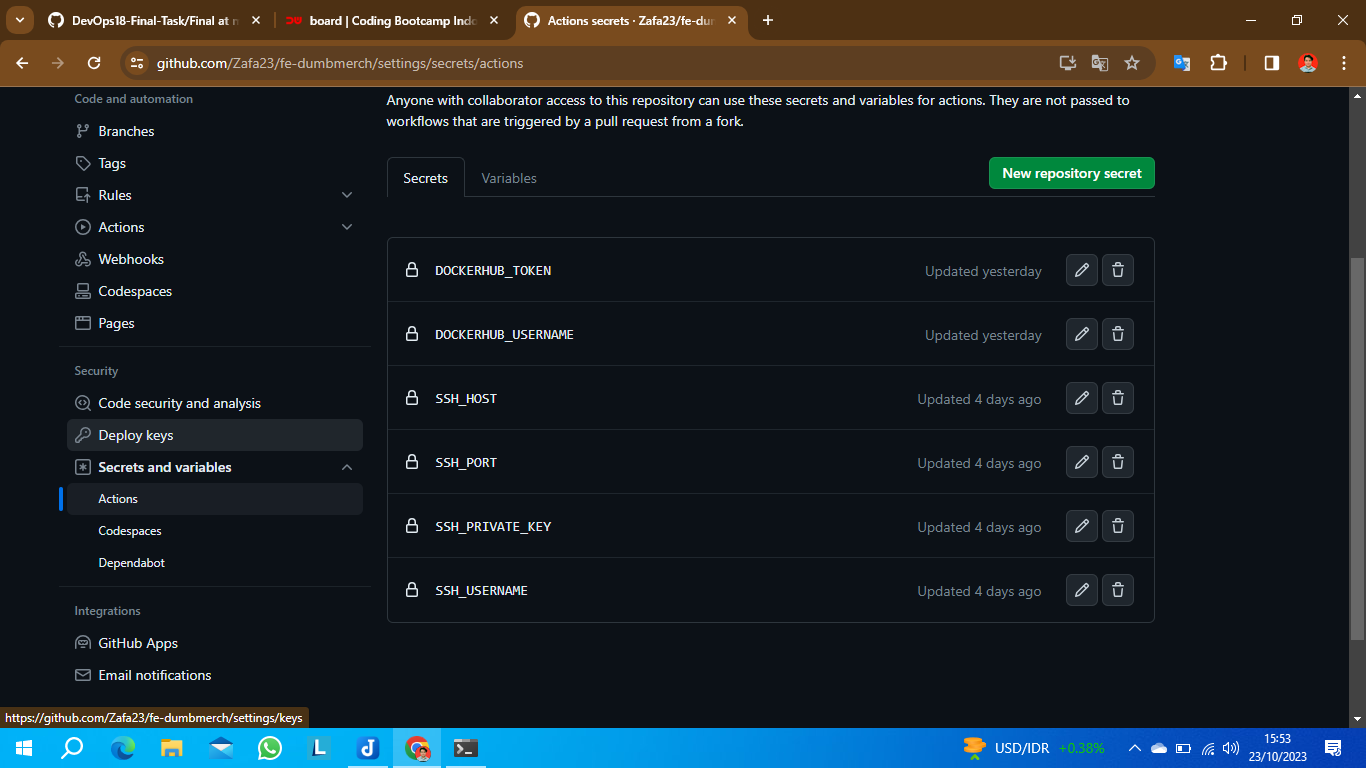 DevOps18-Final-Task/Final at m
board | Coding Bootcamp Indo
Actions secrets · Zafa23/fe-dum
github.com/Zafa23/fe-dumbmerch/settings/secrets/actions
Code and automation
Branches
Tags
Rules
Actions
Webhooks
Codespaces
Pages
Security
Code security and analysis
Deploy keys
Secrets and variables
Actions
Codespaces
Dependabot
Integrations
GitHub Apps
Email notifications
Anyone with collaborator access to this repository can use these secrets and variables for actions. They are not passed to
workflows that are triggered by a pull request from a fork.
Secrets
Variables
New repository secret
DOCKERHUB_TOKEN Updated yesterday
DOCKERHUB_USERNAME Updated yesterday
SSH_HOST Updated 4 days ago
SSH_PORT Updated 4 days ago
SSH_PRIVATE_KEY Updated 4 days ago
SSH_USERNAME Updated 4 days ago
https://github.com/Zafa23/fe-dumbmerch/settings/keys
USD/IDR +0.38%
15:53
23/10/2023